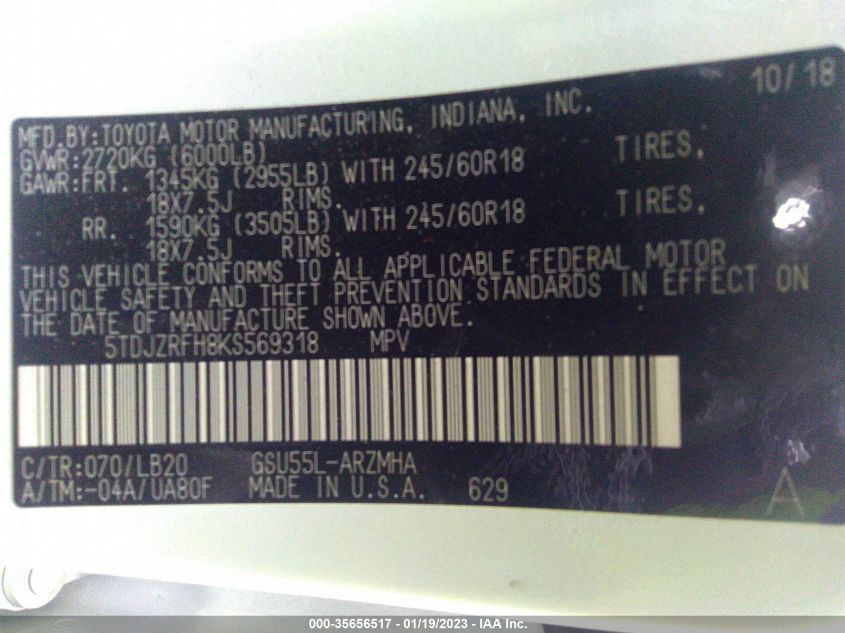 10/18
MFD.BY:TOYOTA MOTOR MANUFACTURING, INDIANA, INC.
GVWR:2720KG (6000LB)
GAWR:FRT. 1345KG (2955LB) WITH 245/60R18 TIRES,
18X7.5J RIMS.
RR. 1590KG (3505LB) WITH 245/60R18 TIRES,
18X7.5J RIMS.
THIS VEHICLE CONFORMS TO ALL APPLICABLE FEDERAL MOTOR
VEHICLE SAFETY AND THEFT PREVENTION STANDARDS IN EFFECT ON
THE DATE OF MANUFACTURE SHOWN ABOVE.
5TDJZRFH8KS569318 MPV
C/TR:070/LB20 GSU55L-ARZMHA
A/TM:-04A/UA80F MADE IN U.S.A. 629
A
000-35656517 - 01/19/2023 - IAA Inc.